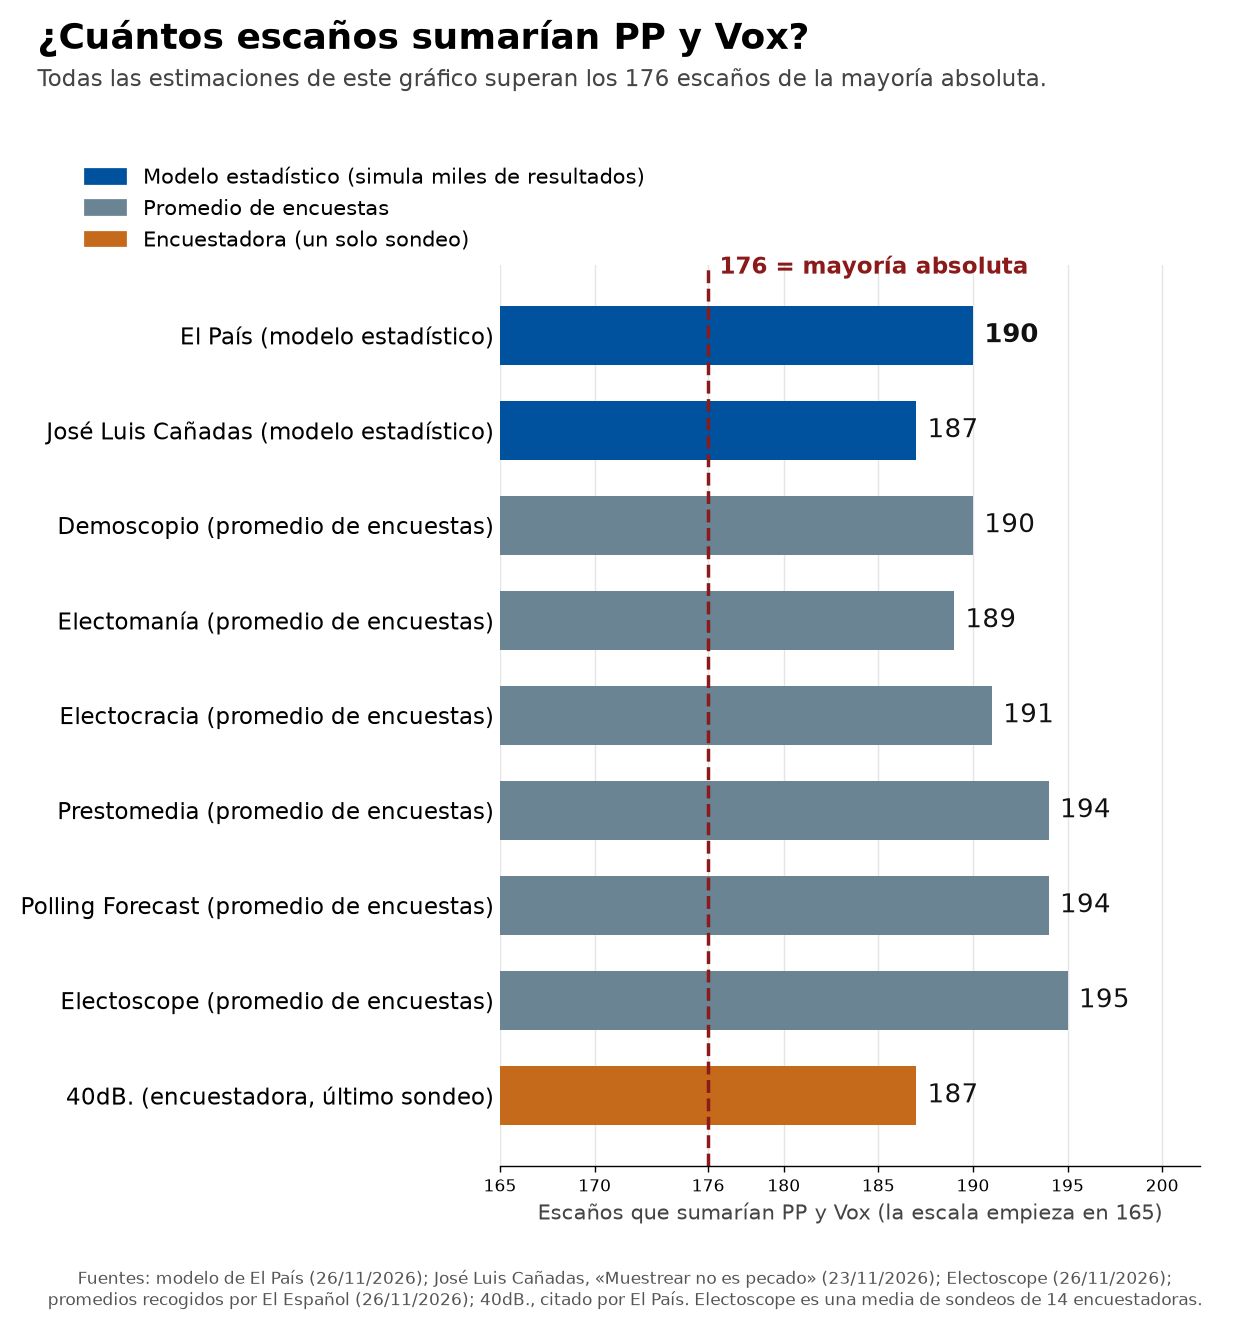 ¿Cuántos escaños sumarían PP y Vox?
Todas las estimaciones de este gráfico superan los 176 escaños de la mayoría absoluta.
Modelo estadístico (simula miles de resultados)
Promedio de encuestas
Encuestadora (un solo sondeo)
176 = mayoría absoluta
El País (modelo estadístico) 190
José Luis Cañadas (modelo estadístico) 187
Demoscopio (promedio de encuestas) 190
Electomanía (promedio de encuestas) 189
Electocracia (promedio de encuestas) 191
Prestomedia (promedio de encuestas) 194
Polling Forecast (promedio de encuestas) 194
Electoscope (promedio de encuestas) 195
40dB. (encuestadora, último sondeo) 187
165 170 176 180 185 190 195 200
Escaños que sumarían PP y Vox (la escala empieza en 165)
Fuentes: modelo de El País (26/11/2026); José Luis Cañadas, «Muestrear no es pecado» (23/11/2026); Electoscope (26/11/2026);
promedios recogidos por El Español (26/11/2026); 40dB., citado por El País. Electoscope es una media de sondeos de 14 encuestadoras.